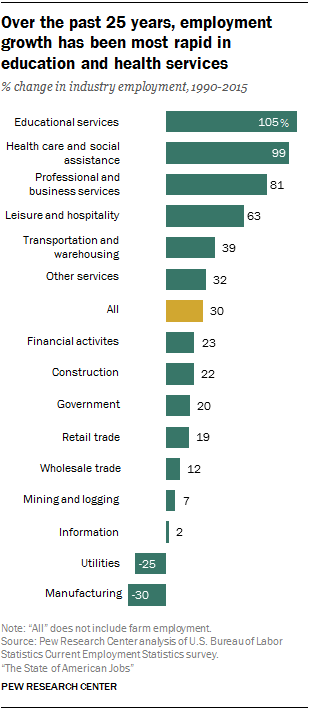 Over the past 25 years, employment
growth has been most rapid in
education and health services
% change in industry employment, 1990-2015
Educational services 105%
Health care and social
assistance 99
Professional and
business services 81
Leisure and hospitality 63
Transportation and
warehousing 39
Other services 32
All 30
Financial activites 23
Construction 22
Government 20
Retail trade 19
Wholesale trade 12
Mining and logging 7
Information 2
Utilities -25
Manufacturing -30
Note: “All” does not include farm employment.
Source: Pew Research Center analysis of U.S. Bureau of Labor
Statistics Current Employment Statistics survey.
“The State of American Jobs”
PEW RESEARCH CENTER